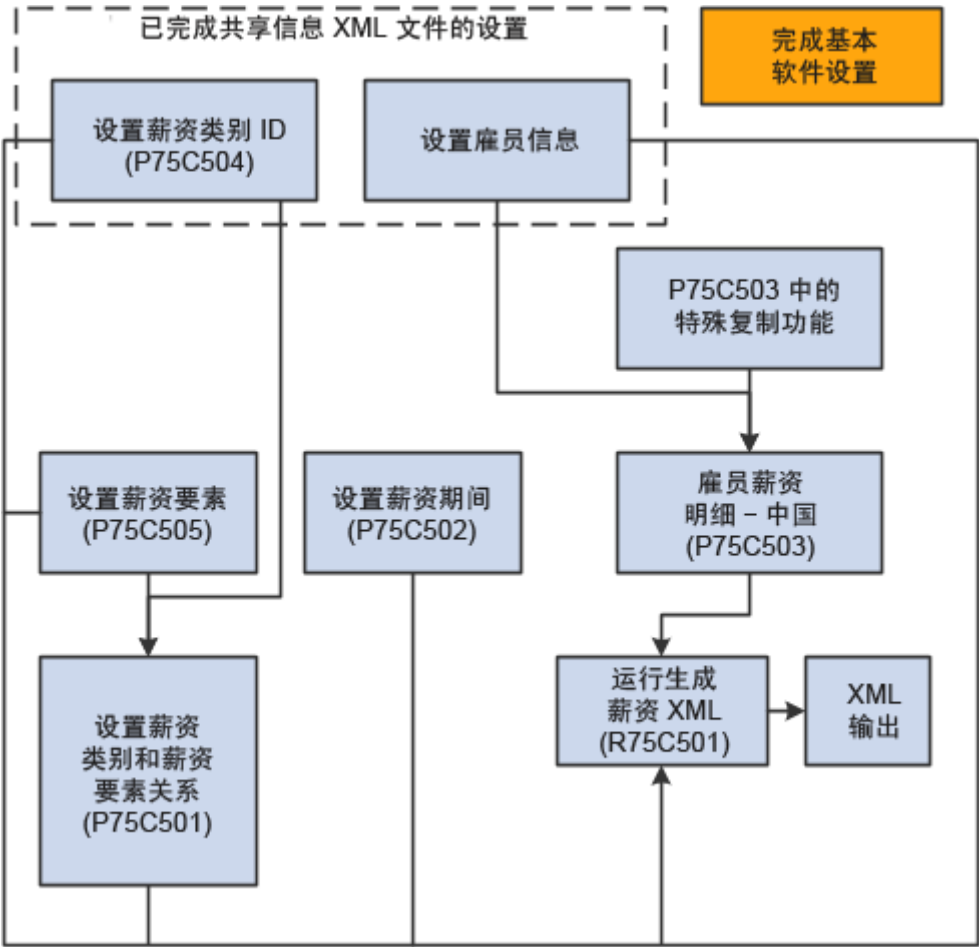 已完成共享信息 XML 文件的设置
完成基本
软件设置
设置薪资类别 ID
(P75C504)
设置雇员信息
P75C503 中的
特殊复制功能
设置薪资要素
(P75C505)
设置薪资期间
(P75C502)
雇员薪资
明细 – 中国
(P75C503)
设置薪资
类别和薪资
要素关系
(P75C501)
运行生成
薪资 XML
(R75C501)
XML
输出